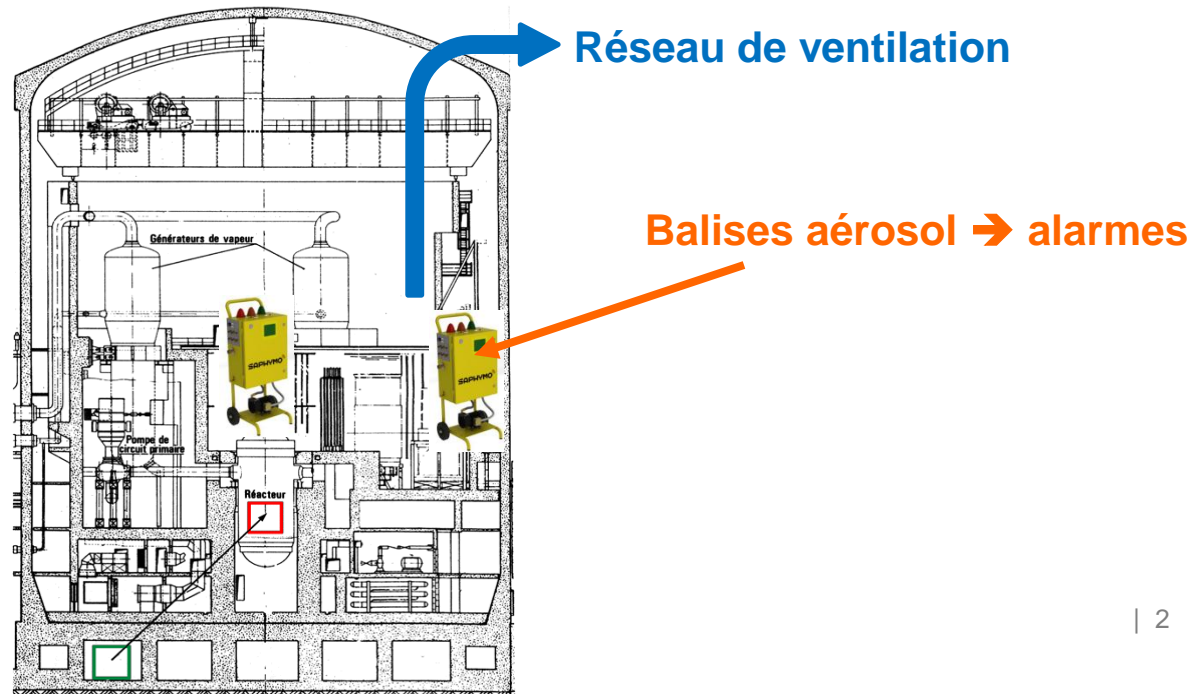 Réseau de ventilation
Balises aérosol ➔ alarmes
Générateurs de vapeur
SAPHYMO
SAPHYMO
Pompe de
circuit primaire
Réacteur
| 2